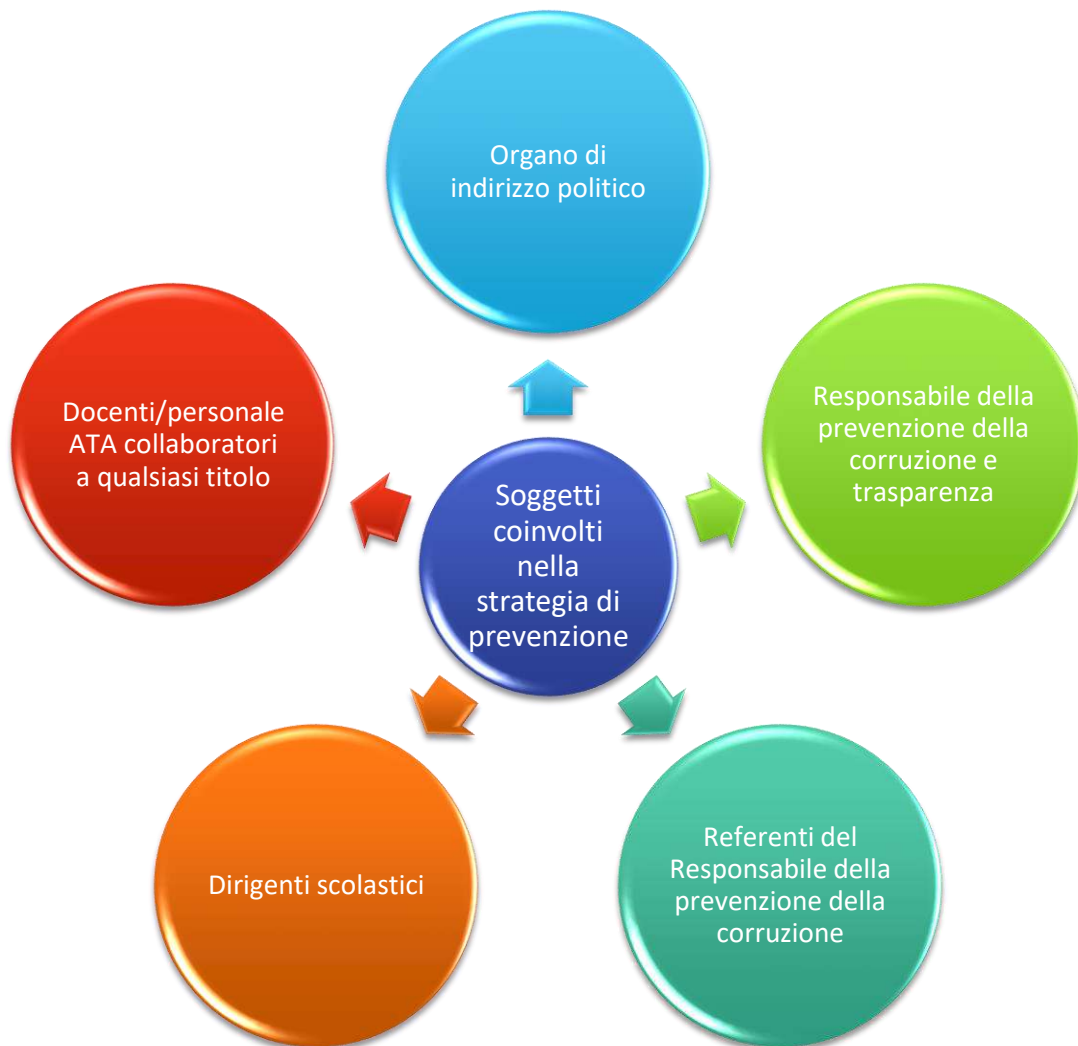 Organo di
indirizzo politico
Responsabile della
prevenzione della
corruzione e
trasparenza
Referenti del
Responsabile della
prevenzione della
corruzione
Dirigenti scolastici
Docenti/personale
ATA collaboratori
a qualsiasi titolo
Soggetti
coinvolti
nella
strategia di
prevenzione